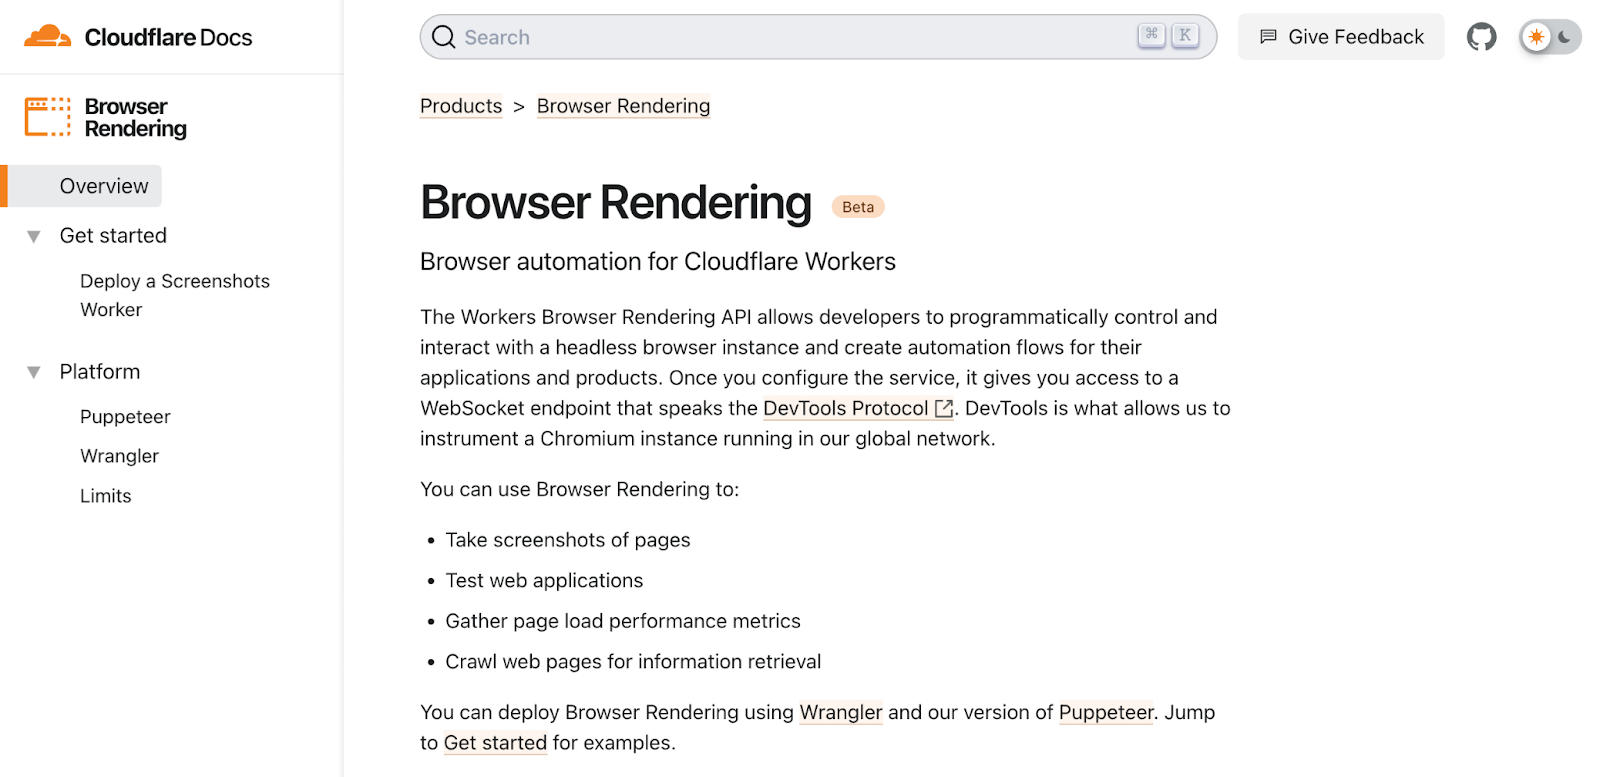 Cloudflare Docs
Search
⌘ K
Give Feedback
Browser
Rendering
Overview
Get started
Deploy a Screenshots
Worker
Platform
Puppeteer
Wrangler
Limits
Products > Browser Rendering
Browser Rendering Beta
Browser automation for Cloudflare Workers
The Workers Browser Rendering API allows developers to programmatically control and
interact with a headless browser instance and create automation flows for their
applications and products. Once you configure the service, it gives you access to a
WebSocket endpoint that speaks the DevTools Protocol. DevTools is what allows us to
instrument a Chromium instance running in our global network.
You can use Browser Rendering to:
• Take screenshots of pages
• Test web applications
• Gather page load performance metrics
• Crawl web pages for information retrieval
You can deploy Browser Rendering using Wrangler and our version of Puppeteer. Jump
to Get started for examples.